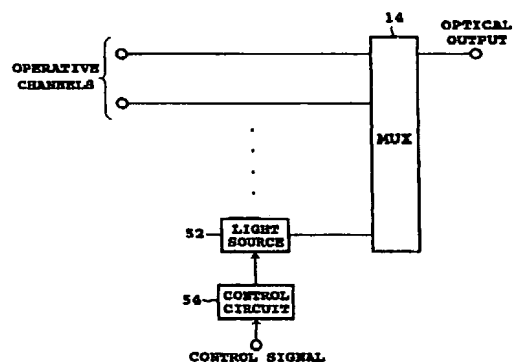 14
OPTICAL
OUTPUT
OPERATIVE
CHANNELS
MUX
52
LIGHT
SOURCE
54
CONTROL
CIRCUIT
CONTROL SIGNAL